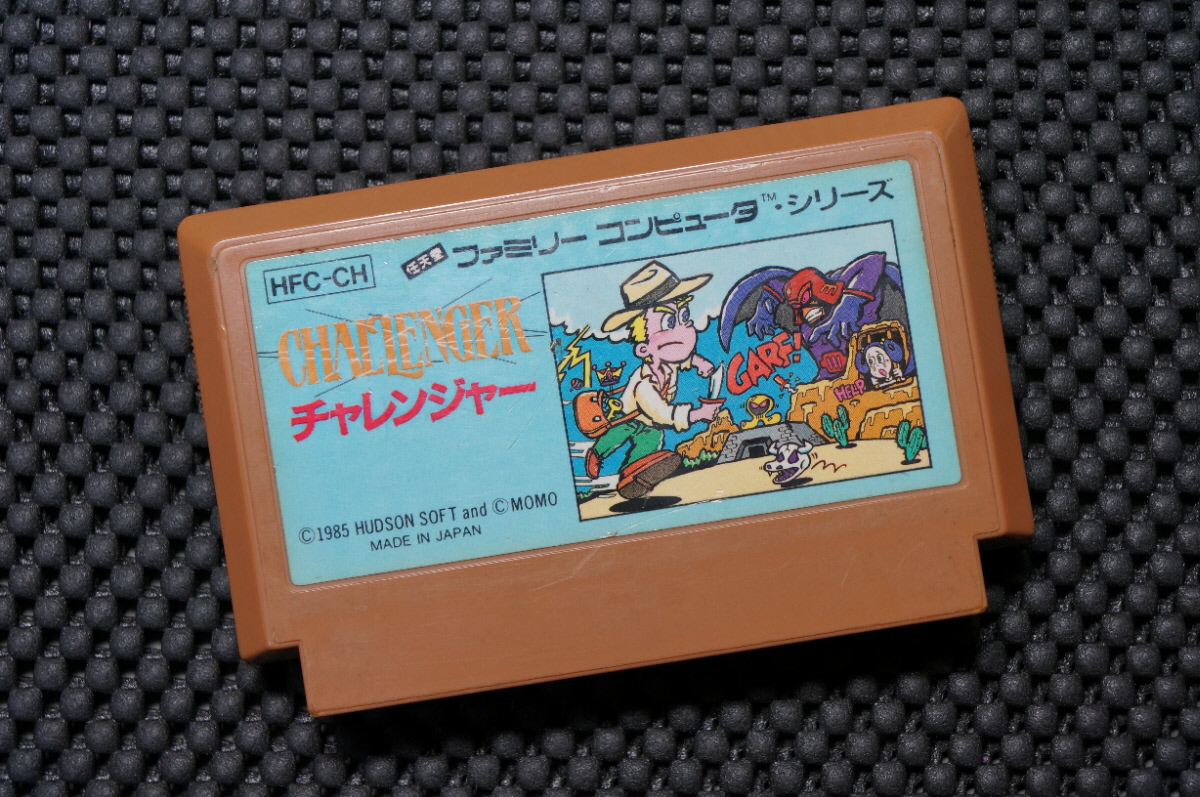 HFC-CH
任天堂 ファミリー コンピュータ™・シリーズ
CHALLENGER
チャレンジャー
GARF!
HELP
©1985 HUDSON SOFT and ©MOMO
MADE IN JAPAN